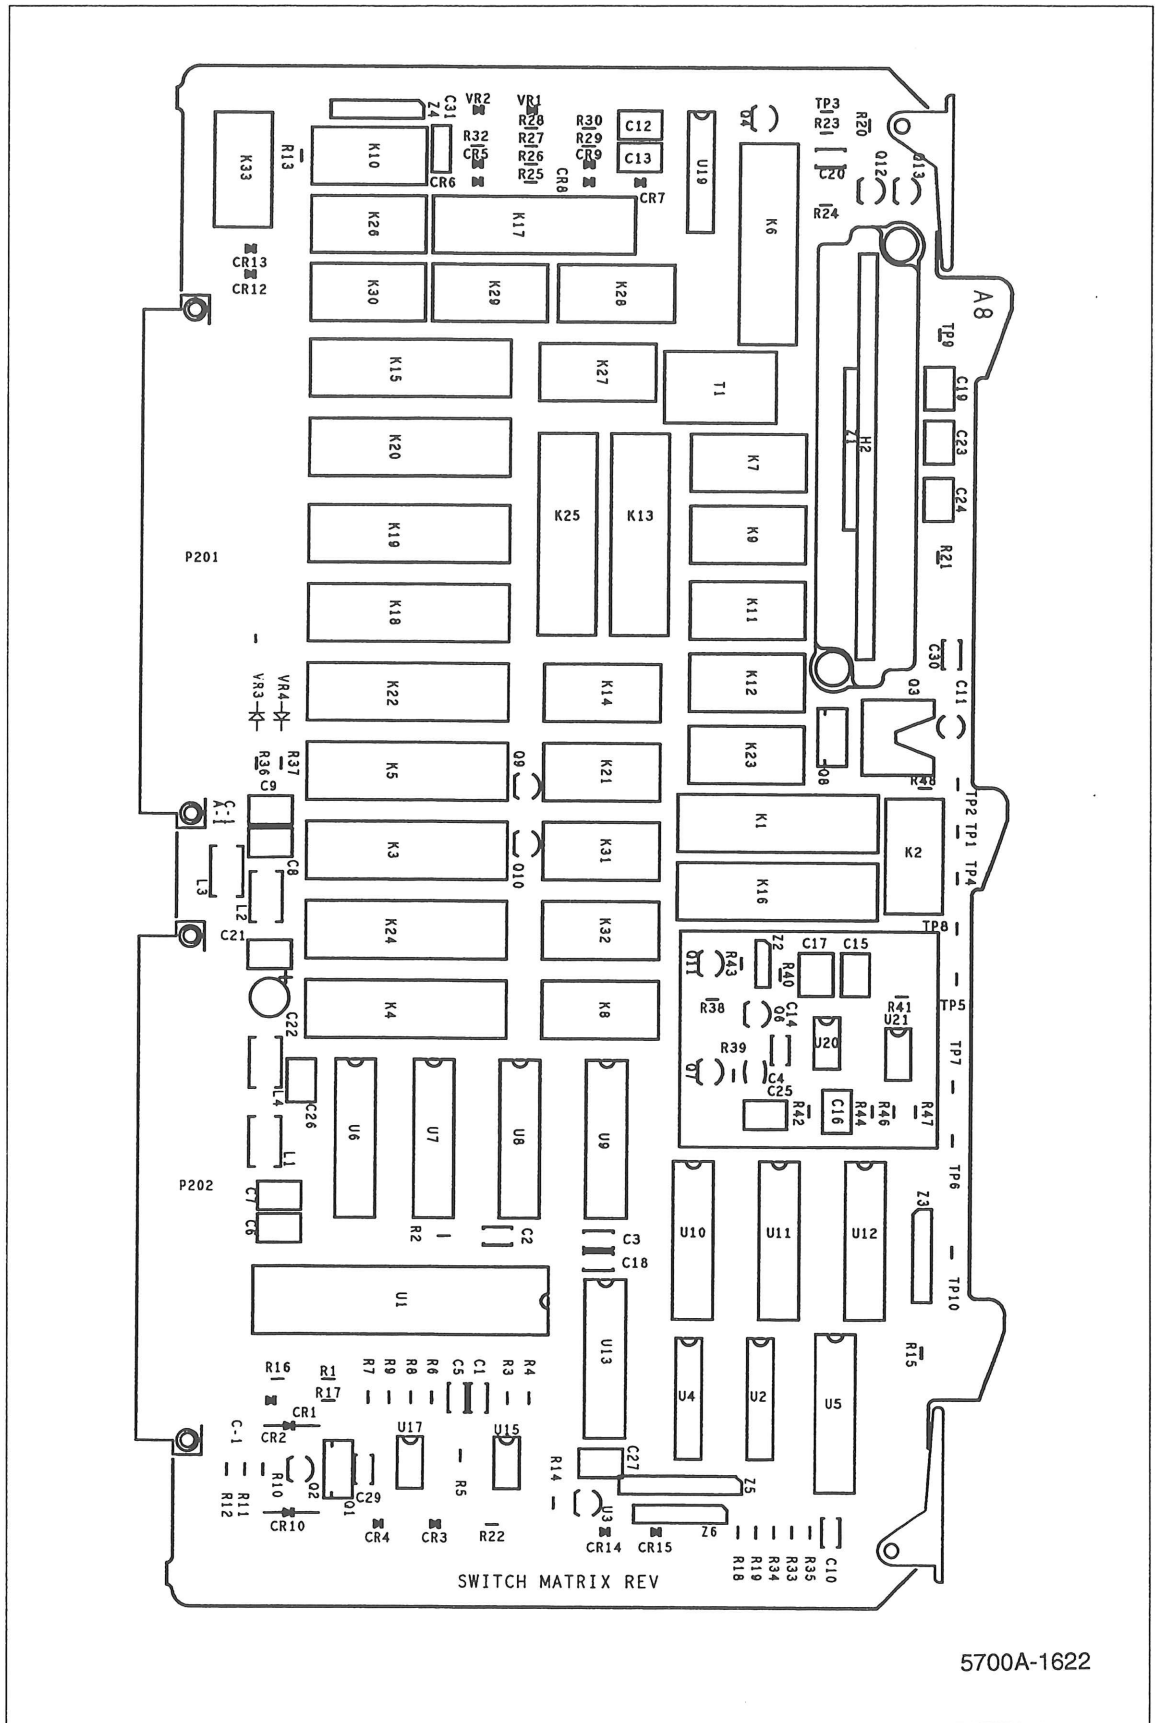 VR2 VR1 TP3
C31 Z4 R28 R30 C12 Q4 R23 R20
R32 R27 R29
K33 R13 K10 CR5 R26 CR9 C13 U19 C20 Q12 Q13
CR6 R25 CR8 CR7
K26 K17 K6 R24
CR13
CR12 K30 K29 K28 A8
TP9
K15 K27 T1 C19
K20 K7 Z1 H2 C23
C24
P201 K19 K25 K13 K9 R21
K18 K11
C30 C11
VR3 VR4 K22 K14 K12 Q3
R36 R37 K5 Q9 K21 K23 Q8 R48
C9 TP2
C-1
A-1 K1 TP1
C8 K3 Q10 K31 K2 TP4
L3 L2 K16
C21 K24 K32 TP8
Q11 R43 Z2 R40 C17 C15
+
C22 K4 K8 R38 Q6 C14 R41 TP5
U20 U21
L4 R39 TP7
C26 Q7 C4
C25 R42 C16 R44 R46 R47
L1 U6 U7 U8 U9
P202 TP6
C7 Z3
C6 R2 C2 C3 U10 U11 U12
C18
U1 TP10
U13 R15
R16 R1 R7 R9 R8 R6 C5 C1 R3 R4
R17 U4 U2 U5
CR1
C-1 CR2 U17 U15
C27
R12 R11 R10 Q2 Q1 C29 R5 R14 Z5
U3
CR10 CR4 CR3 R22 CR14 CR15 Z6
R18 R19 R34 R33 R35 C10
SWITCH MATRIX REV
5700A-1622